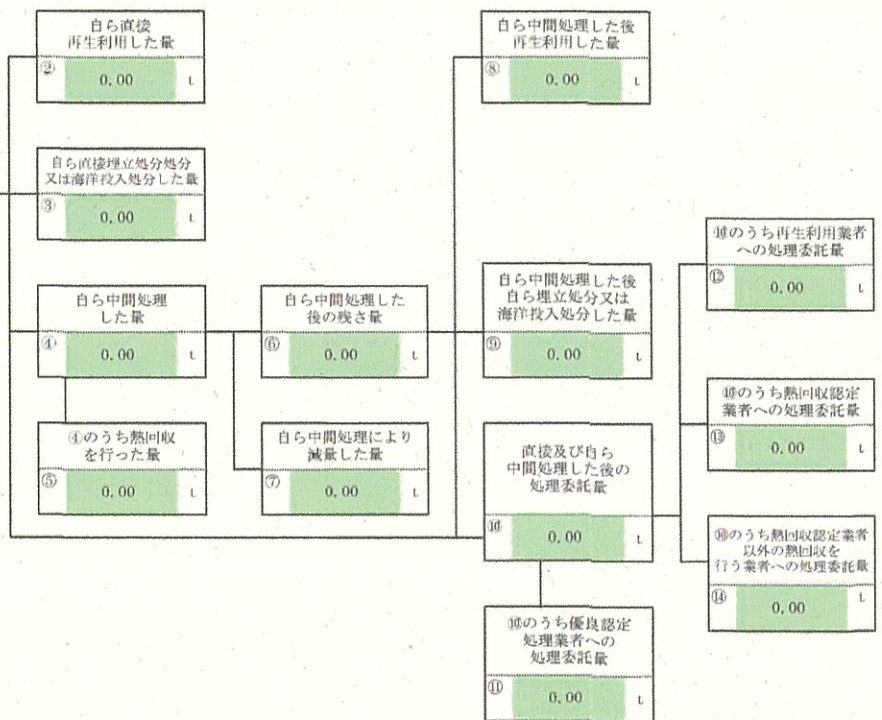 自ら直接
再生利用した量
②
0.00
t
自ら直接埋立処分処分
又は海洋投入処分した量
③
0.00
t
自ら中間処理
した量
④
0.00
t
④のうち熱回収
を行った量
⑤
0.00
t
自ら中間処理した
後の残さ量
⑥
0.00
t
自ら中間処理により
減量した量
⑦
0.00
t
自ら中間処理した後
再生利用した量
⑧
0.00
t
自ら中間処理した後
自ら埋立処分又は
海洋投入処分した量
⑨
0.00
t
直接及び自ら
中間処理した後の
処理委託量
⑩
0.00
t
⑩のうち優良認定
処理業者への
処理委託量
⑪
0.00
t
⑩のうち再生利用業者
への処理委託量
⑫
0.00
t
⑩のうち熱回収認定
業者への処理委託量
⑬
0.00
t
⑩のうち熱回収認定業者
以外の熱回収を
行う業者への処理委託量
⑭
0.00
t